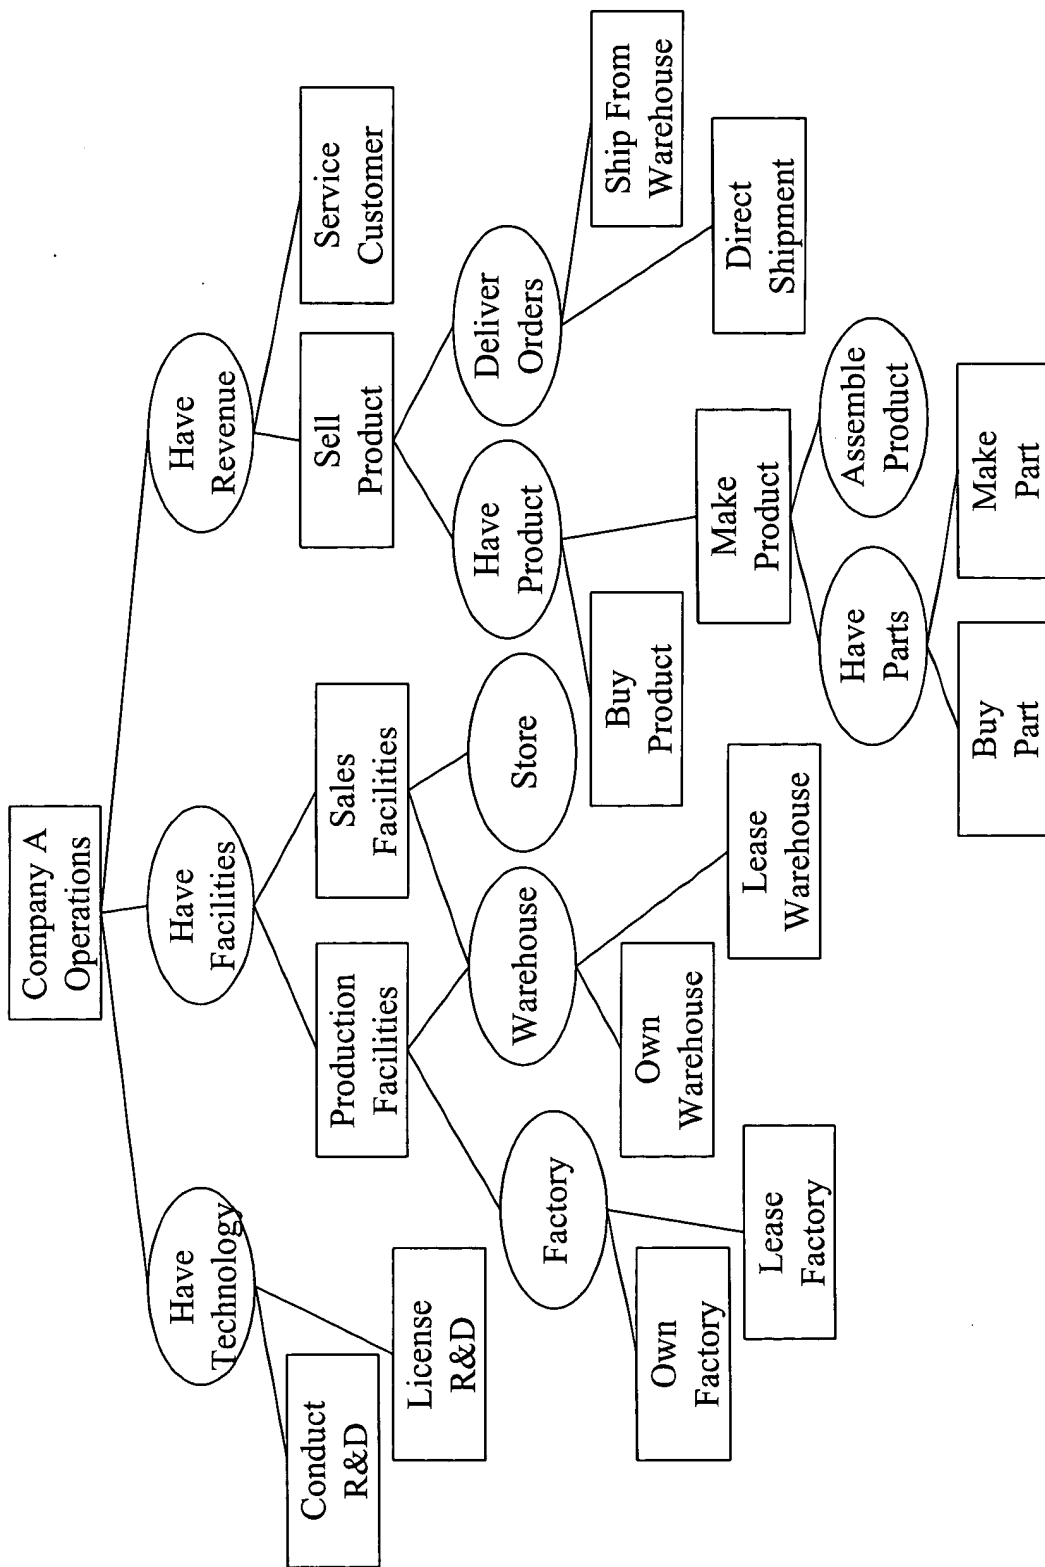 Company A
Operations
Have
Technology
Have
Facilities
Have
Revenue
Conduct
R&D
License
R&D
Production
Facilities
Sales
Facilities
Sell
Product
Service
Customer
Factory
Warehouse
Store
Have
Product
Deliver
Orders
Own
Factory
Lease
Factory
Own
Warehouse
Lease
Warehouse
Buy
Product
Make
Product
Direct
Shipment
Ship From
Warehouse
Have
Parts
Assemble
Product
Buy
Part
Make
Part